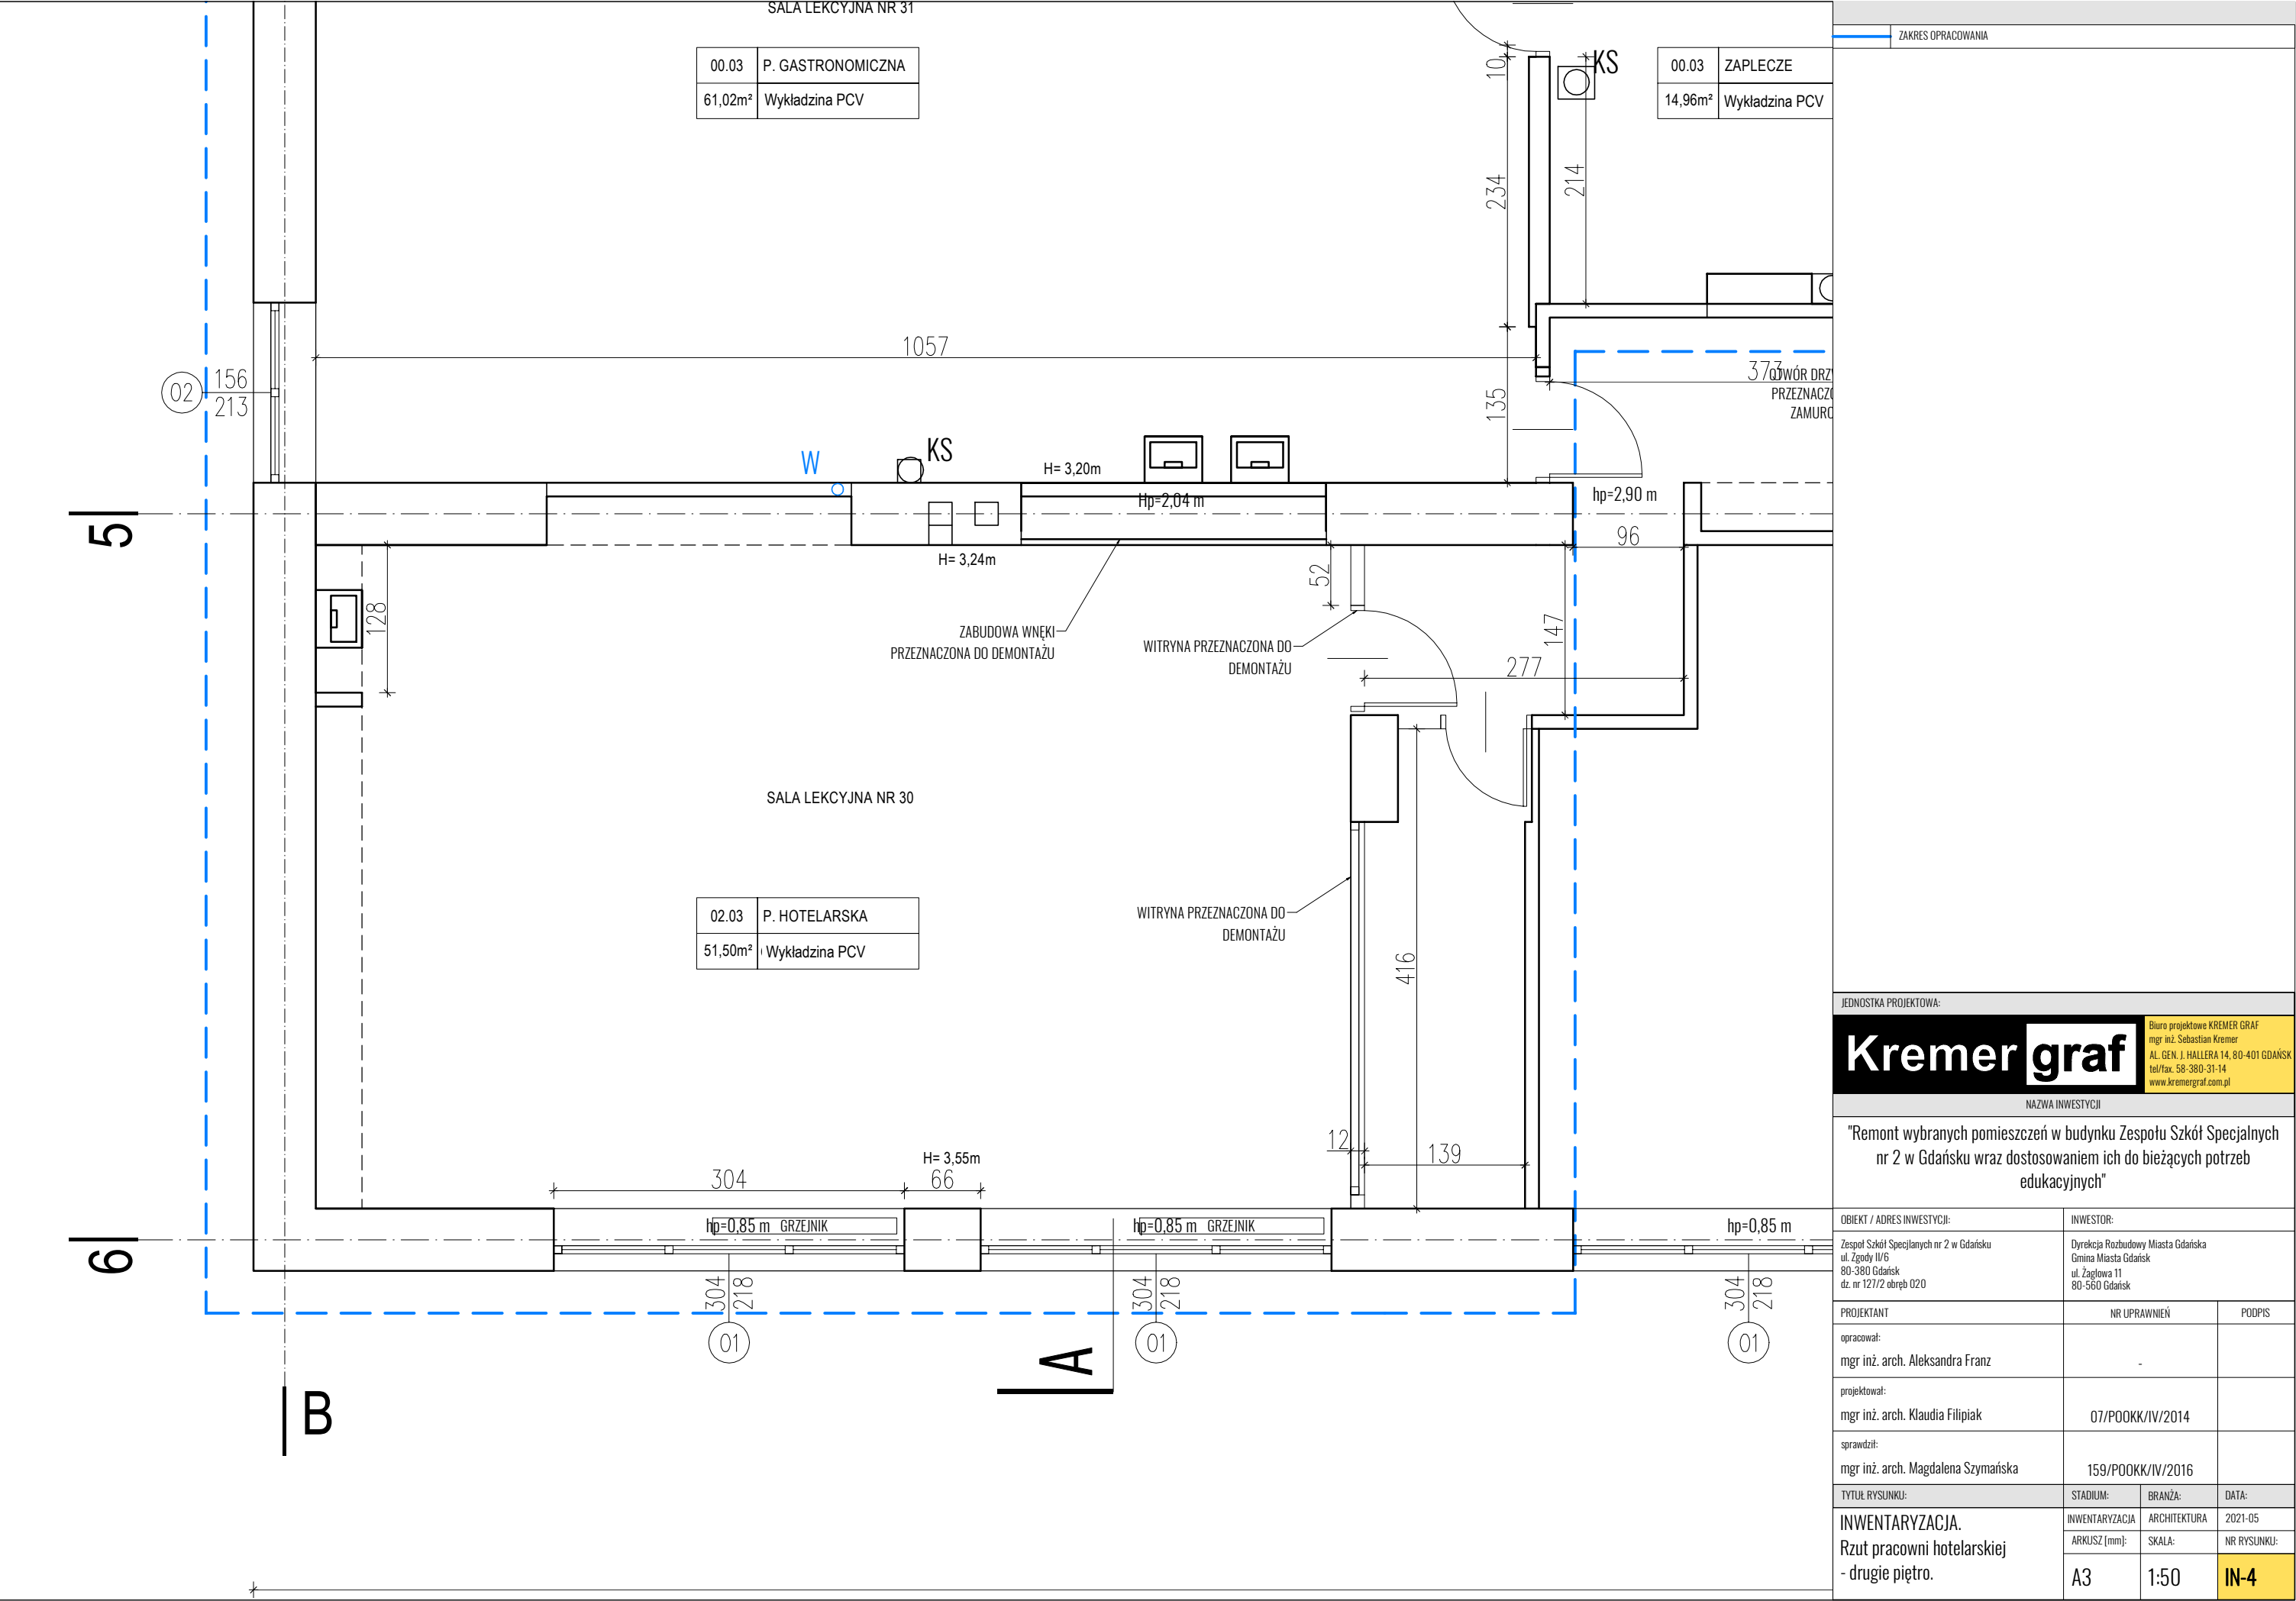 SALA LEKCYJNA NR 31
00.03 P. GASTRONOMICZNA
61,02m² Wykładzina PCV
KS
00.03 ZAPLECZE
14,96m² Wykładzina PCV
ZAKRES OPRACOWANIA
10
234
214
1057
373
OTWÓR DRZ
PRZEZNACZO
ZAMURO
02
156
213
135
W
KS
H= 3,20m
Hp=2,04 m
hp=2,90 m
5
96
H= 3,24m
52
128
147
ZABUDOWA WNĘKI
PRZEZNACZONA DO DEMONTAŻU
WITRYNA PRZEZNACZONA DO
DEMONTAŻU
277
SALA LEKCYJNA NR 30
02.03 P. HOTELARSKA
51,50m² Wykładzina PCV
WITRYNA PRZEZNACZONA DO
DEMONTAŻU
416
12
139
H= 3,55m
304
66
hp=0,85 m GRZEJNIK
hp=0,85 m GRZEJNIK
hp=0,85 m
6
304
218
304
218
304
218
01
01
01
A
B
JEDNOSTKA PROJEKTOWA:
Kremer graf
Biuro projektowe KREMER GRAF
mgr inż. Sebastian Kremer
AL. GEN. J. HALLERA 14, 80-401 GDAŃSK
tel/fax. 58-380-31-14
www.kremergraf.com.pl
NAZWA INWESTYCJI
"Remont wybranych pomieszczeń w budynku Zespołu Szkół Specjalnych
nr 2 w Gdańsku wraz dostosowaniem ich do bieżących potrzeb
edukacyjnych"
OBIEKT / ADRES INWESTYCJI:
Zespół Szkół Specjlanych nr 2 w Gdańsku
ul. Zgody II/6
80-380 Gdańsk
dz. nr 127/2 obręb 020
INWESTOR:
Dyrekcja Rozbudowy Miasta Gdańska
Gmina Miasta Gdańsk
ul. Żaglowa 11
80-560 Gdańsk
PROJEKTANT NR UPRAWNIEŃ PODPIS
opracował:
mgr inż. arch. Aleksandra Franz -
projektował:
mgr inż. arch. Klaudia Filipiak 07/POOKK/IV/2014
sprawdził:
mgr inż. arch. Magdalena Szymańska 159/POOKK/IV/2016
TYTUŁ RYSUNKU: STADIUM: BRANŻA: DATA:
INWENTARYZACJA ARCHITEKTURA 2021-05
INWENTARYZACJA.
Rzut pracowni hotelarskiej
- drugie piętro.
ARKUSZ [mm]: SKALA: NR RYSUNKU:
A3 1:50 IN-4